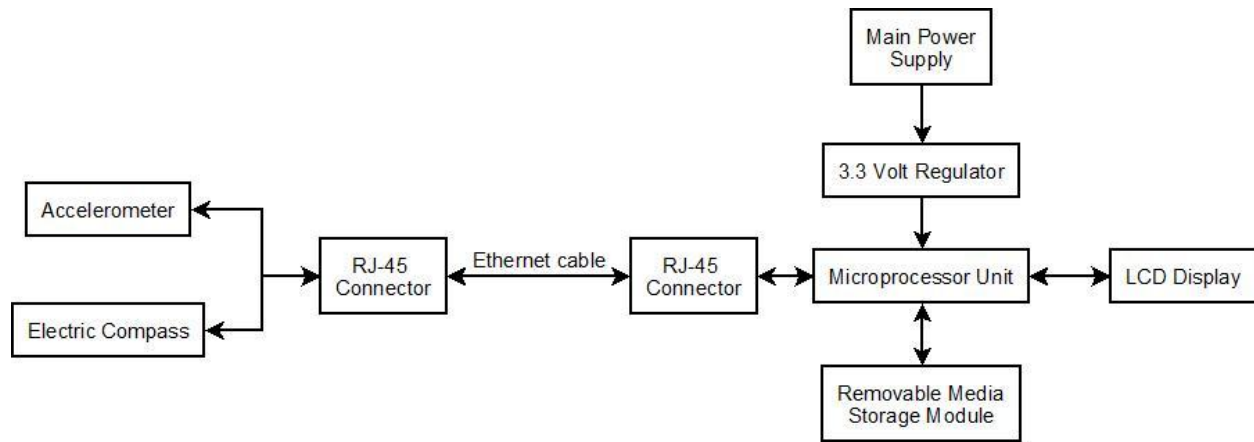 Main Power
Supply
3.3 Volt Regulator
Accelerometer
RJ-45
Connector
Ethernet cable
RJ-45
Connector
Microprocessor Unit
LCD Display
Electric Compass
Removable Media
Storage Module